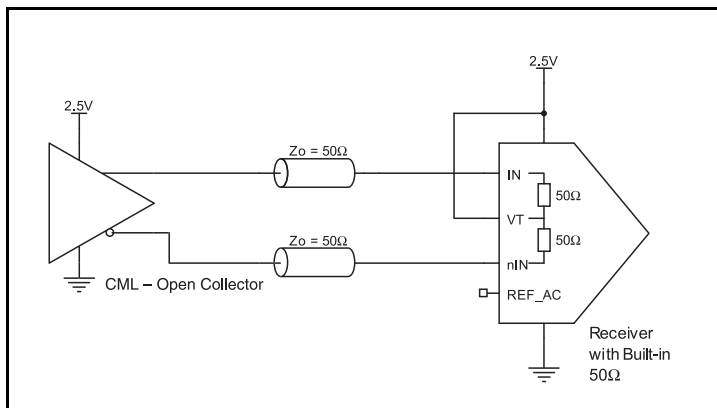 2.5V
2.5V
Zo = 50Ω
IN
50Ω
VT
50Ω
Zo = 50Ω
nIN
CML – Open Collector
REF_AC
Receiver
with Built-in
50Ω